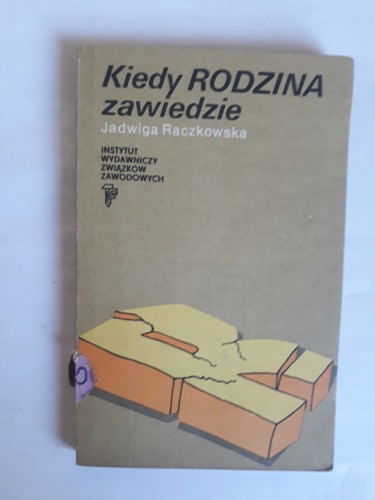 Kiedy RODZINA
zawiedzie
Jadwiga Raczkowska
INSTYTUT
WYDAWNICZY
ZWIĄZKÓW
ZAWODOWYCH